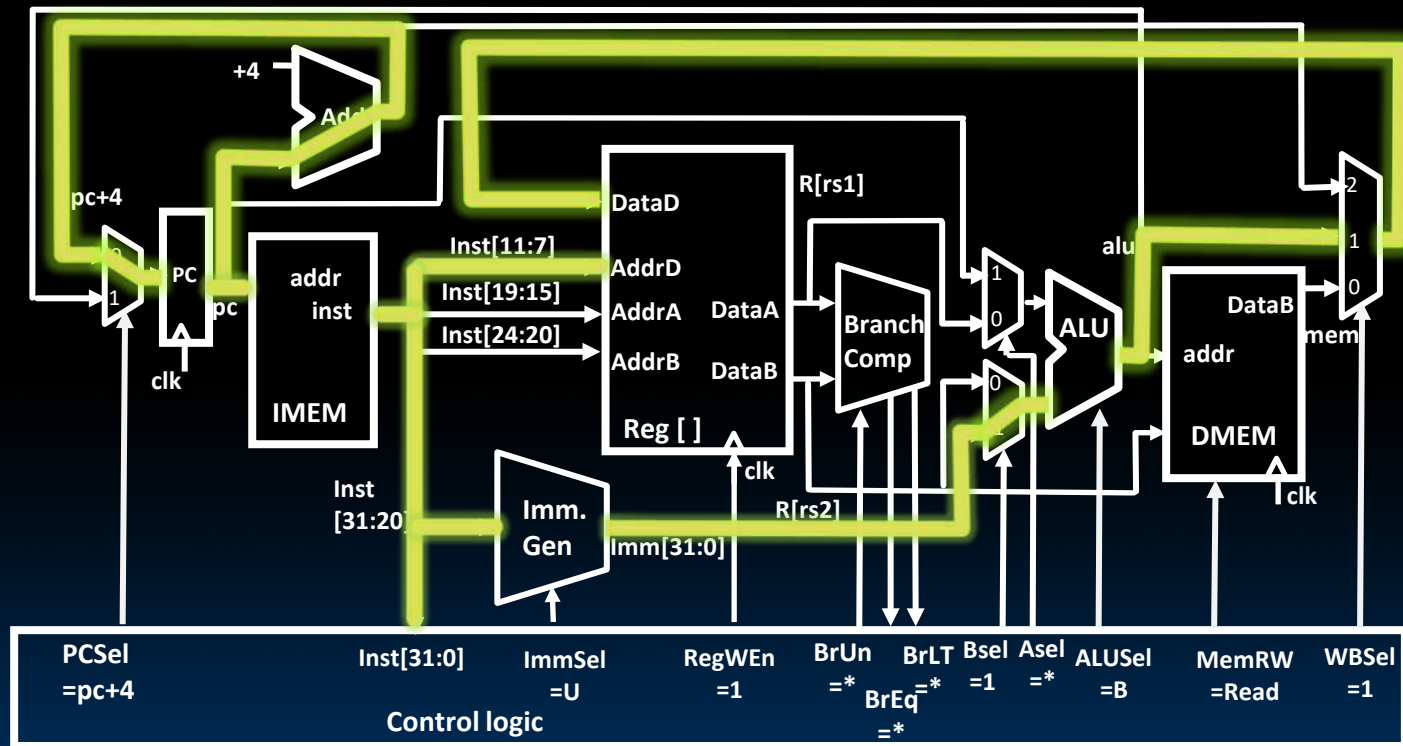 +4
Add
pc+4
0
1
PC
pc
clk
addr
inst
IMEM
Inst[11:7]
Inst[19:15]
Inst[24:20]
DataD
AddrD
AddrA
AddrB
DataA
DataB
Reg [ ]
clk
R[rs1]
R[rs2]
Branch
Comp
1
0
0
1
ALU
alu
addr
DataB
DMEM
clk
mem
2
1
0
Inst
[31:20]
Imm.
Gen
Imm[31:0]
PCSel
=pc+4
Inst[31:0]
ImmSel
=U
RegWEn
=1
BrUn
=*
BrEq
=*
BrLT
=*
Bsel
=1
Asel
=*
ALUSel
=B
MemRW
=Read
WBSel
=1
Control logic